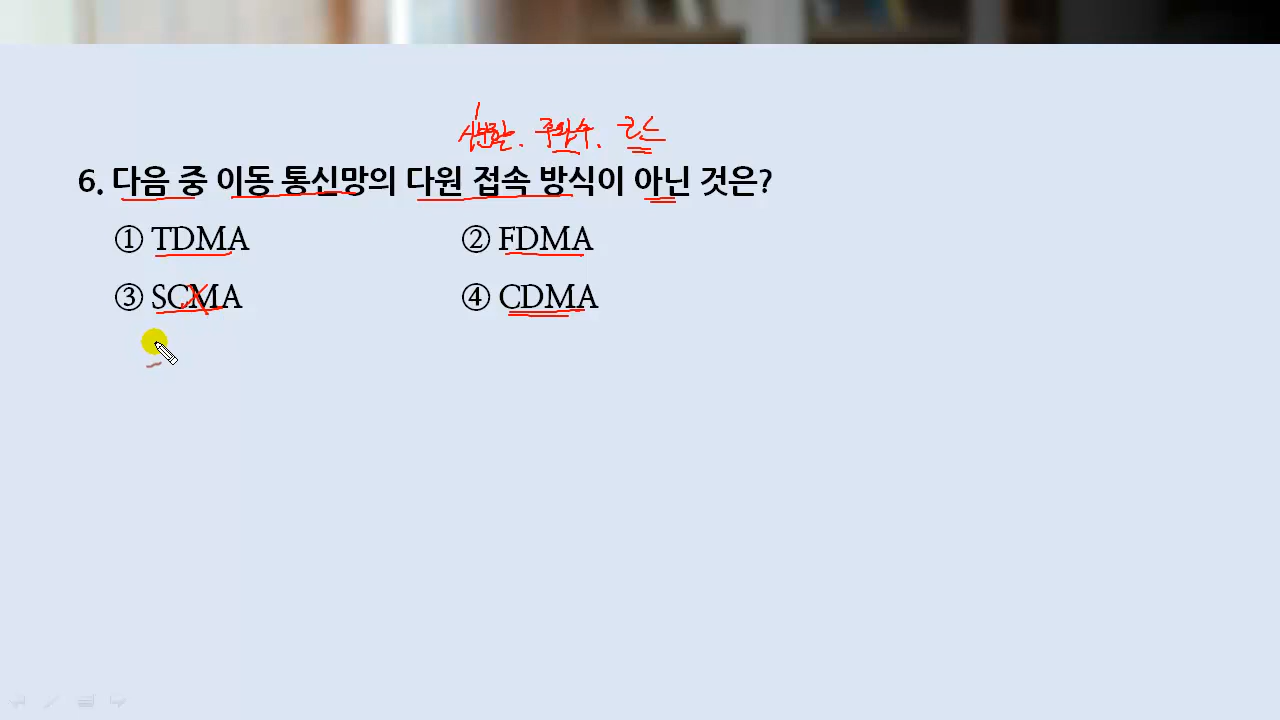 시분할. 주파수. 코드
6. 다음 중 이동 통신망의 다원 접속 방식이 아닌 것은?
① TDMA ② FDMA
③ SCMA ④ CDMA